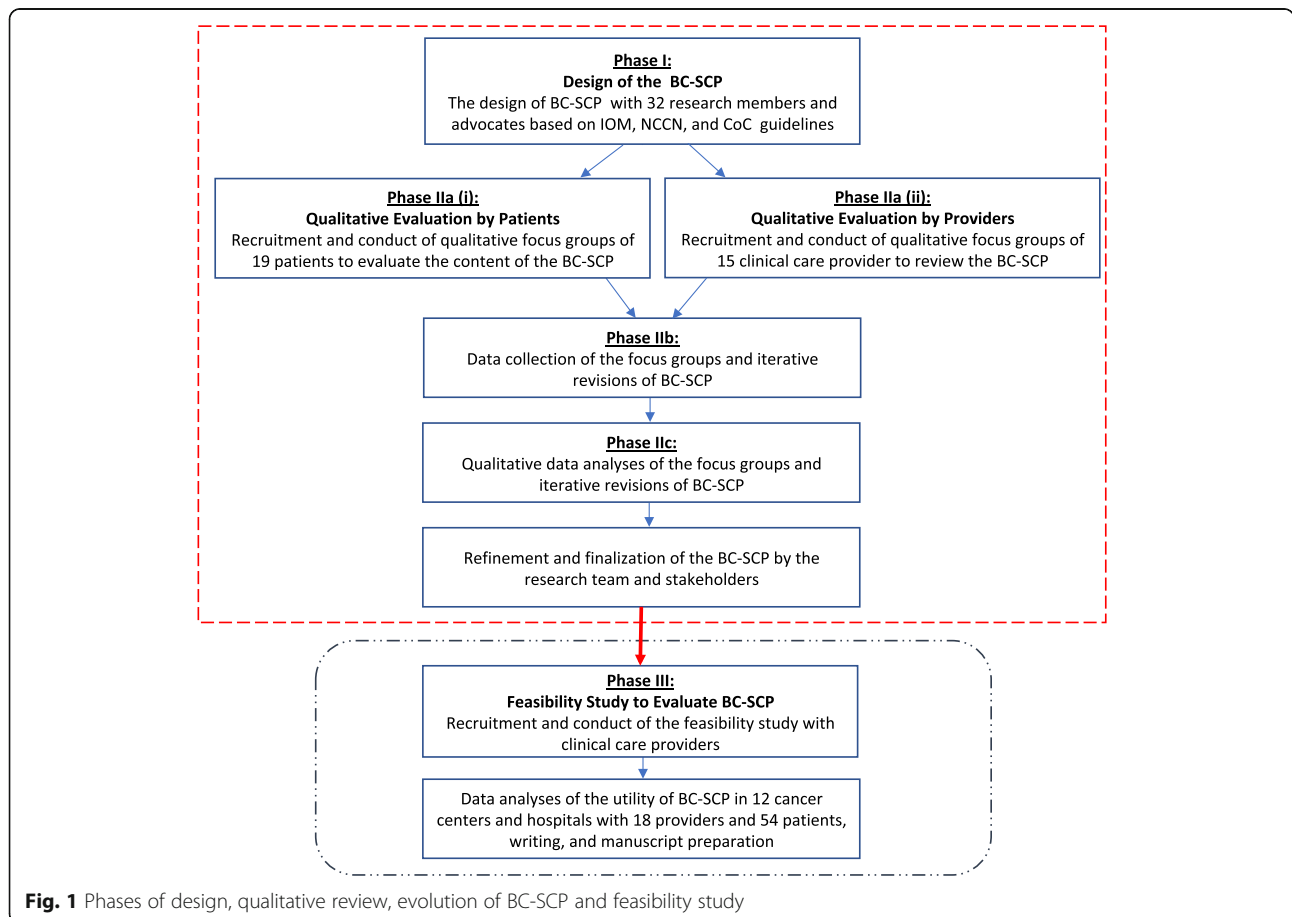 Phase I:
Design of the BC-SCP
The design of BC-SCP with 32 research members and
advocates based on IOM, NCCN, and CoC guidelines
Phase IIa (i):
Qualitative Evaluation by Patients
Recruitment and conduct of qualitative focus groups of
19 patients to evaluate the content of the BC-SCP
Phase IIa (ii):
Qualitative Evaluation by Providers
Recruitment and conduct of qualitative focus groups of
15 clinical care provider to review the BC-SCP
Phase IIb:
Data collection of the focus groups and iterative
revisions of BC-SCP
Phase IIc:
Qualitative data analyses of the focus groups and
iterative revisions of BC-SCP
Refinement and finalization of the BC-SCP by the
research team and stakeholders
Phase III:
Feasibility Study to Evaluate BC-SCP
Recruitment and conduct of the feasibility study with
clinical care providers
Data analyses of the utility of BC-SCP in 12 cancer
centers and hospitals with 18 providers and 54 patients,
writing, and manuscript preparation
Fig. 1 Phases of design, qualitative review, evolution of BC-SCP and feasibility study